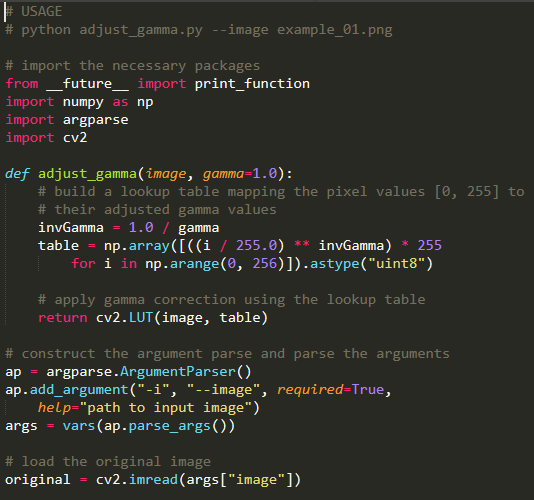 # USAGE
# python adjust_gamma.py --image example_01.png
# import the necessary packages
from __future__ import print_function
import numpy as np
import argparse
import cv2
def adjust_gamma(image, gamma=1.0):
# build a lookup table mapping the pixel values [0, 255] to
# their adjusted gamma values
invGamma = 1.0 / gamma
table = np.array([((i / 255.0) ** invGamma) * 255
for i in np.arange(0, 256)]).astype("uint8")
# apply gamma correction using the lookup table
return cv2.LUT(image, table)
# construct the argument parse and parse the arguments
ap = argparse.ArgumentParser()
ap.add_argument("-i", "--image", required=True,
help="path to input image")
args = vars(ap.parse_args())
# load the original image
original = cv2.imread(args["image"])